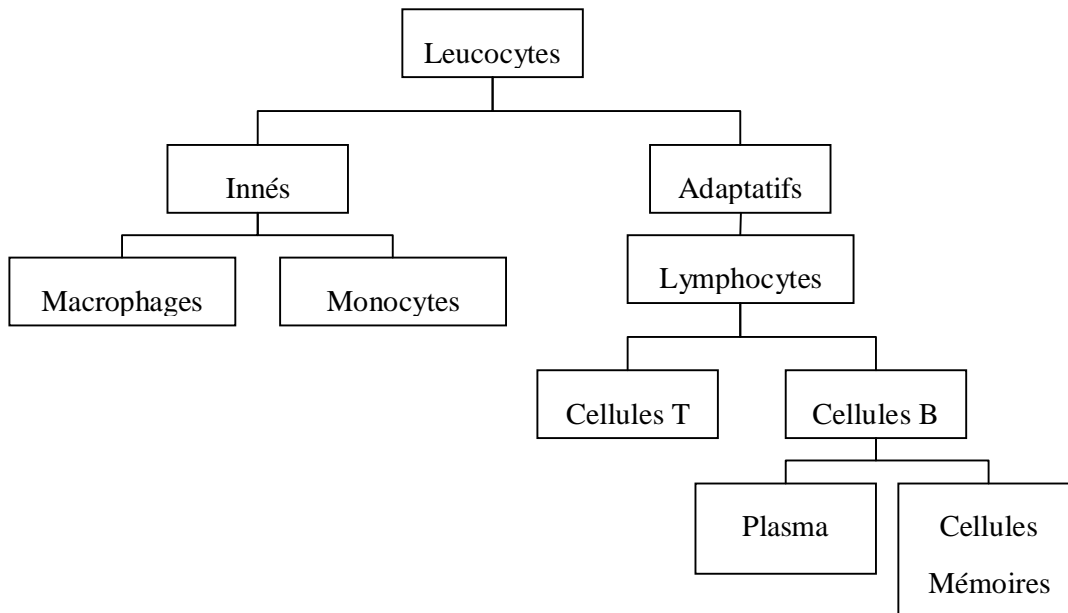 Leucocytes
Innés
Adaptatifs
Lymphocytes
Macrophages
Monocytes
Cellules T
Cellules B
Plasma
Cellules
Mémoires